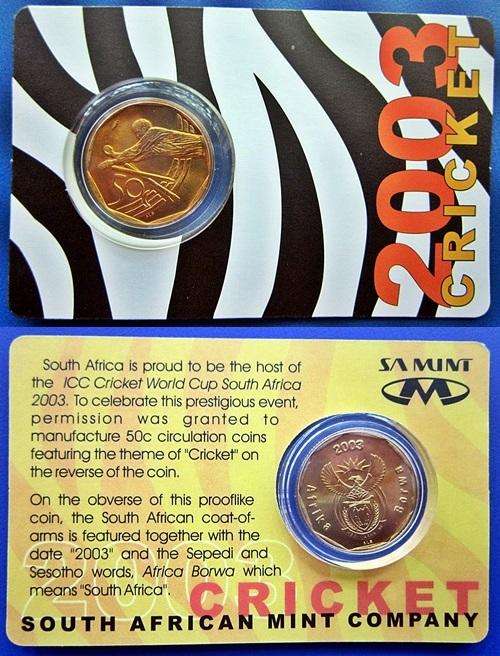 2003
CRICKET
50
South Africa is proud to be the host of
the ICC Cricket World Cup South Africa
2003. To celebrate this prestigious event,
permission was granted to
manufacture 50c circulation coins
featuring the theme of "Cricket" on
the reverse of the coin.
On the obverse of this prooflike
coin, the South African coat-of-
arms is featured together with the
date "2003" and the Sepedi and
Sesotho words, Africa Borwa which
means "South Africa".
SA MINT
2003
Afrika Borwa
2003
CRICKET
SOUTH AFRICAN MINT COMPANY